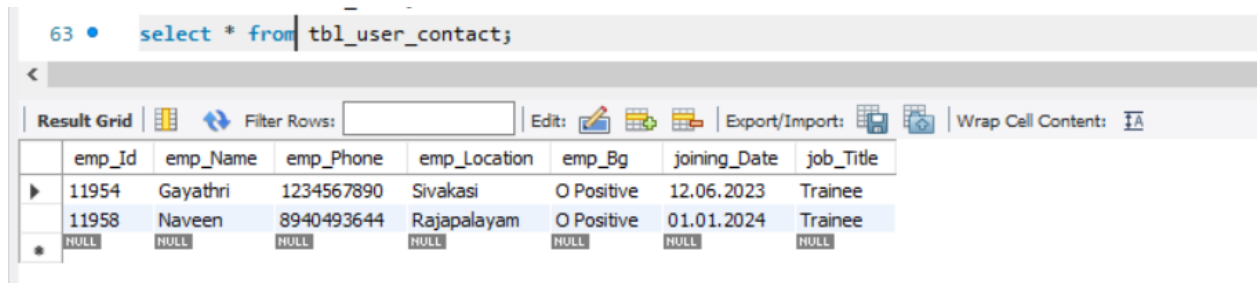 63 select * from tbl_user_contact;
Result Grid Filter Rows: Edit: Export/Import: Wrap Cell Content: IA
emp_Id emp_Name emp_Phone emp_Location emp_Bg joining_Date job_Title
11954 Gayathri 1234567890 Sivakasi O Positive 12.06.2023 Trainee
11958 Naveen 8940493644 Rajapalayam O Positive 01.01.2024 Trainee
NULL NULL NULL NULL NULL NULL NULL